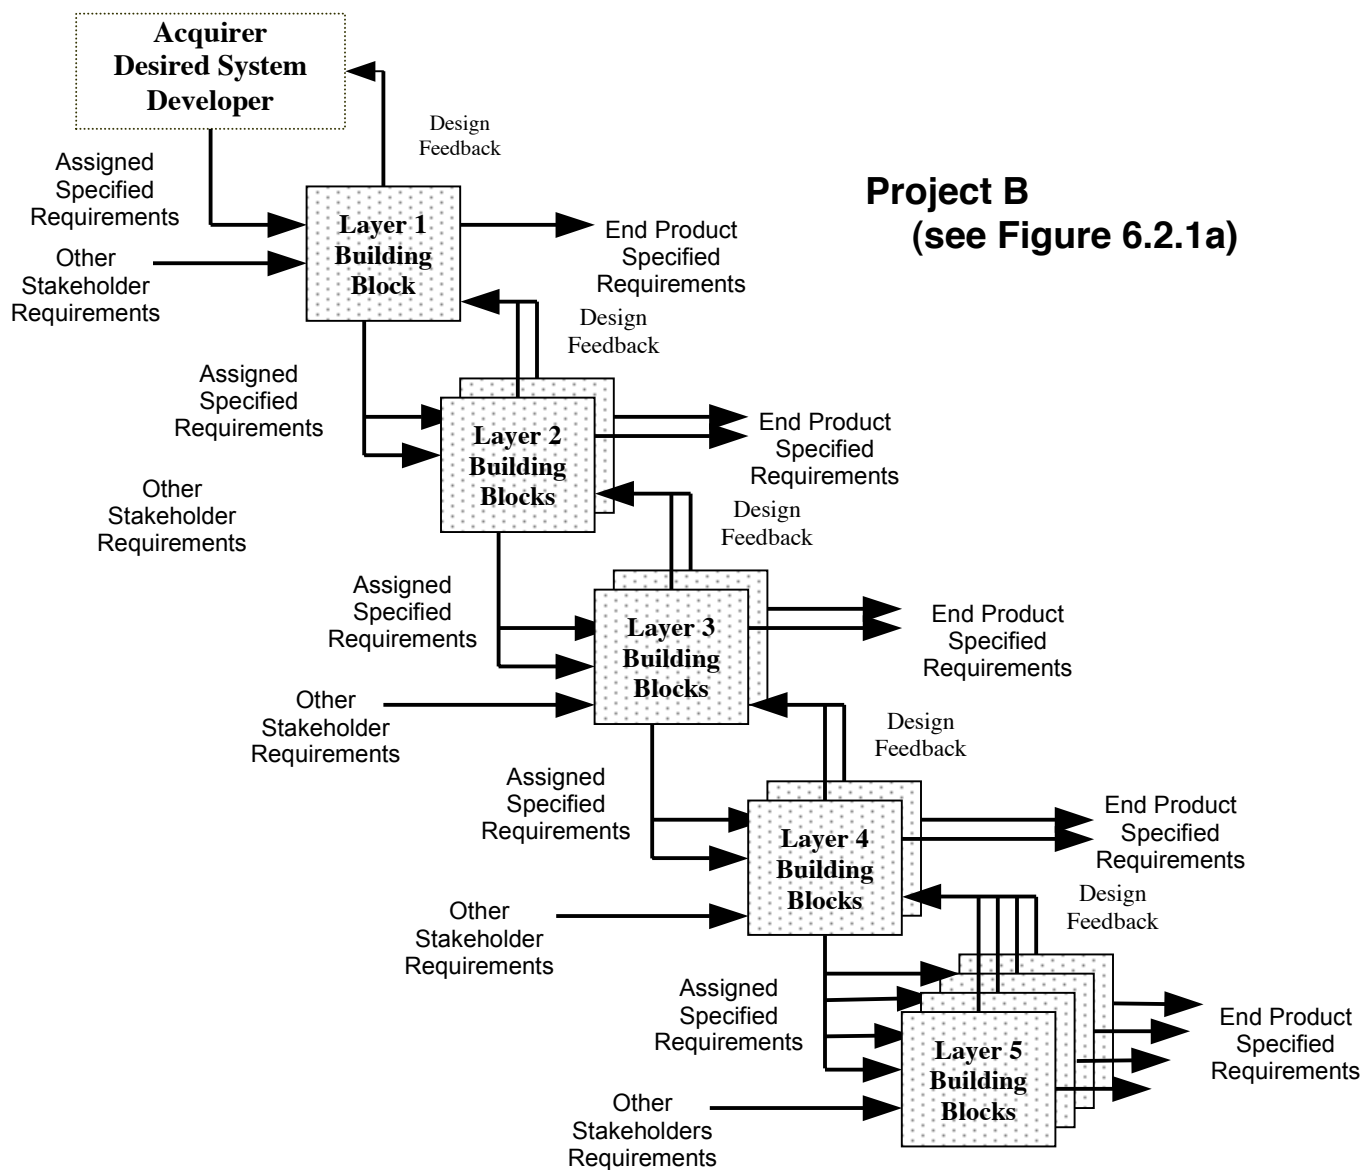 Acquirer
Desired System
Developer
Design
Feedback
Assigned
Specified
Requirements
Project B
(see Figure 6.2.1a)
Layer 1
Building
Block
End Product
Specified
Requirements
Other
Stakeholder
Requirements
Design
Feedback
Assigned
Specified
Requirements
Layer 2
Building
Blocks
End Product
Specified
Requirements
Other
Stakeholder
Requirements
Design
Feedback
Assigned
Specified
Requirements
Layer 3
Building
Blocks
End Product
Specified
Requirements
Other
Stakeholder
Requirements
Design
Feedback
Assigned
Specified
Requirements
Layer 4
Building
Blocks
End Product
Specified
Requirements
Other
Stakeholder
Requirements
Design
Feedback
Assigned
Specified
Requirements
Layer 5
Building
Blocks
End Product
Specified
Requirements
Other
Stakeholders
Requirements